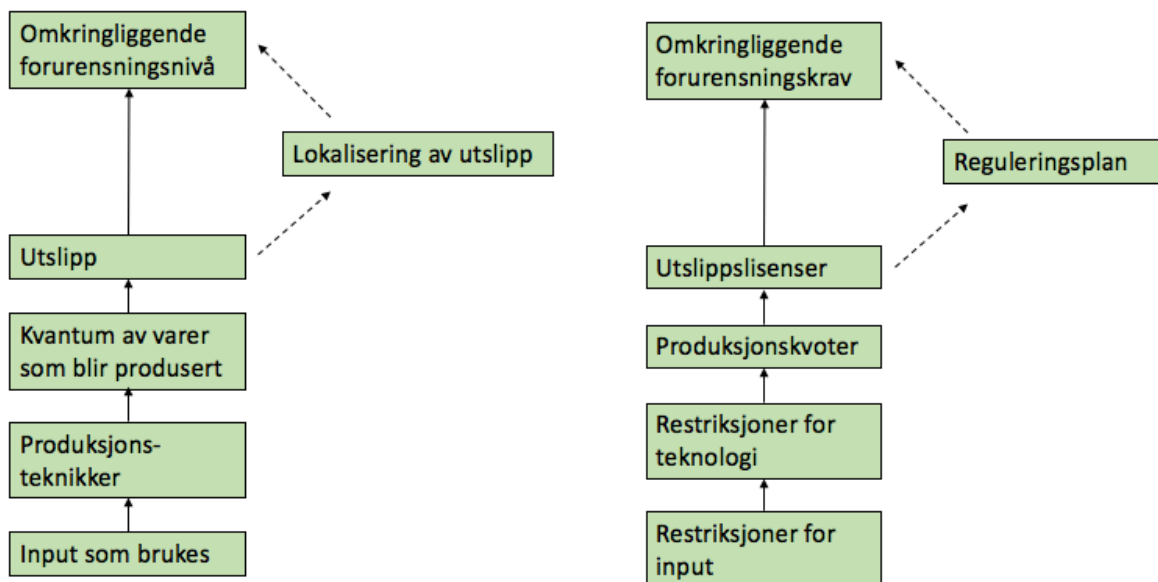 Omkringliggende
forurensningsnivå
Lokalisering av utslipp
Utslipp
Kvantum av varer
som blir produsert
Produksjons-
teknikker
Input som brukes
Omkringliggende
forurensningskrav
Reguleringsplan
Utslippslisenser
Produksjonskvoter
Restriksjoner for
teknologi
Restriksjoner for
input